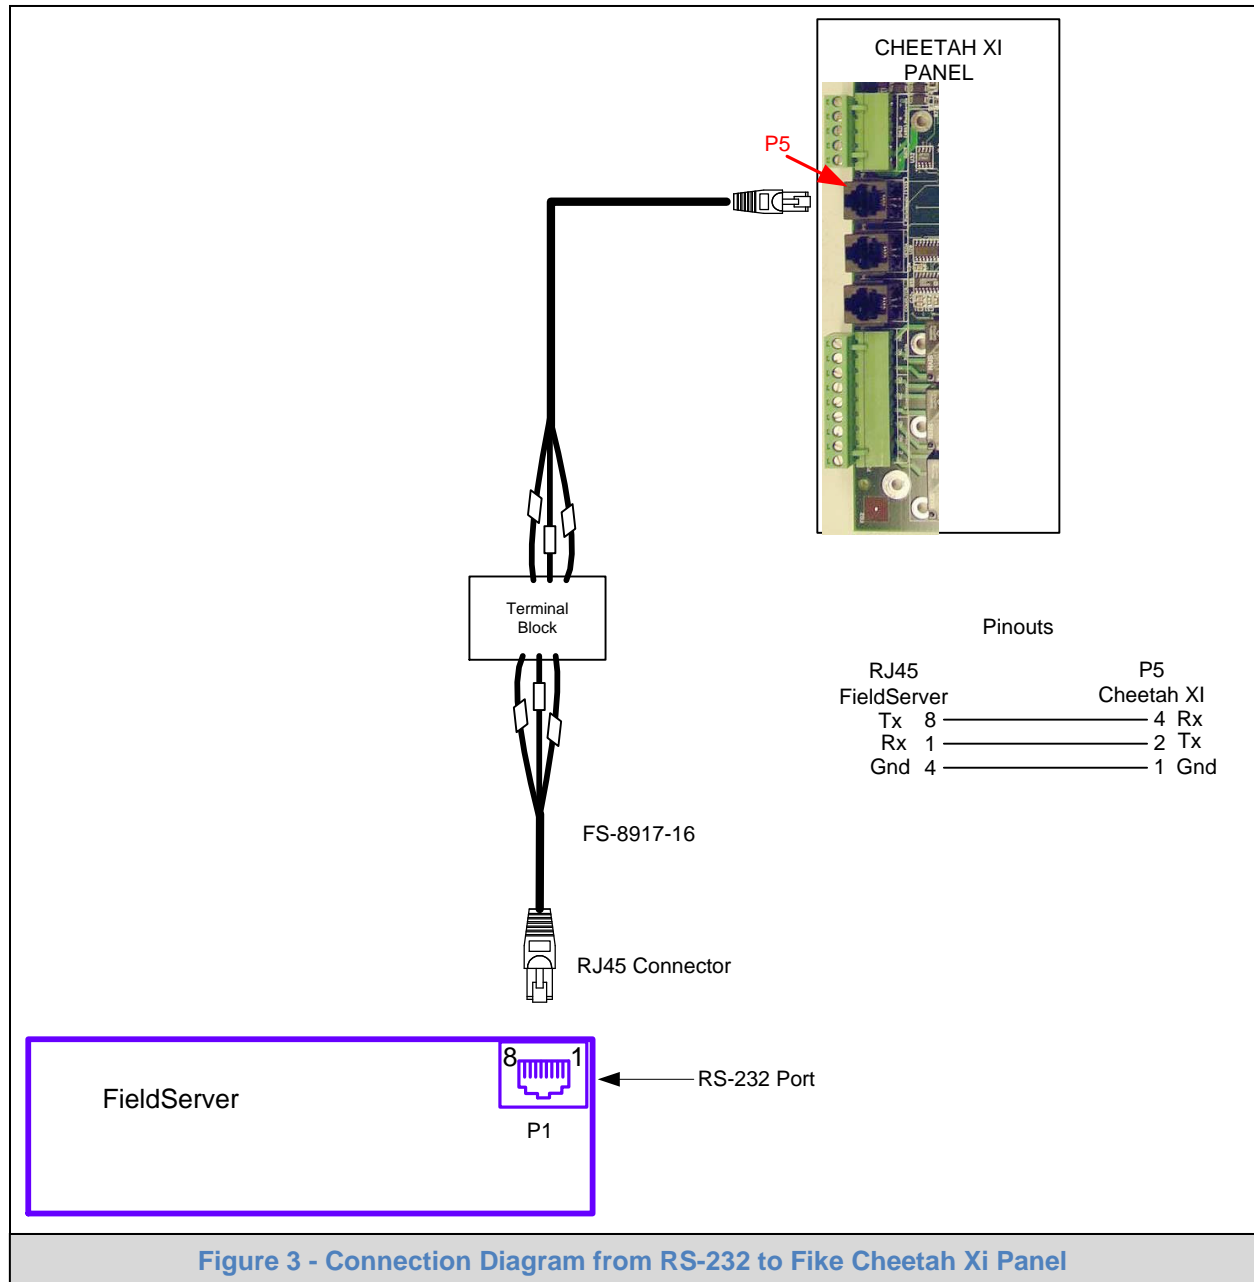 CHEETAH XI
PANEL
P5
Terminal
Block
Pinouts
RJ45
FieldServer
P5
Cheetah XI
Tx 8 4 Rx
Rx 1 2 Tx
Gnd 4 1 Gnd
FS-8917-16
RJ45 Connector
8 1
RS-232 Port
FieldServer
P1
Figure 3 - Connection Diagram from RS-232 to Fike Cheetah Xi Panel